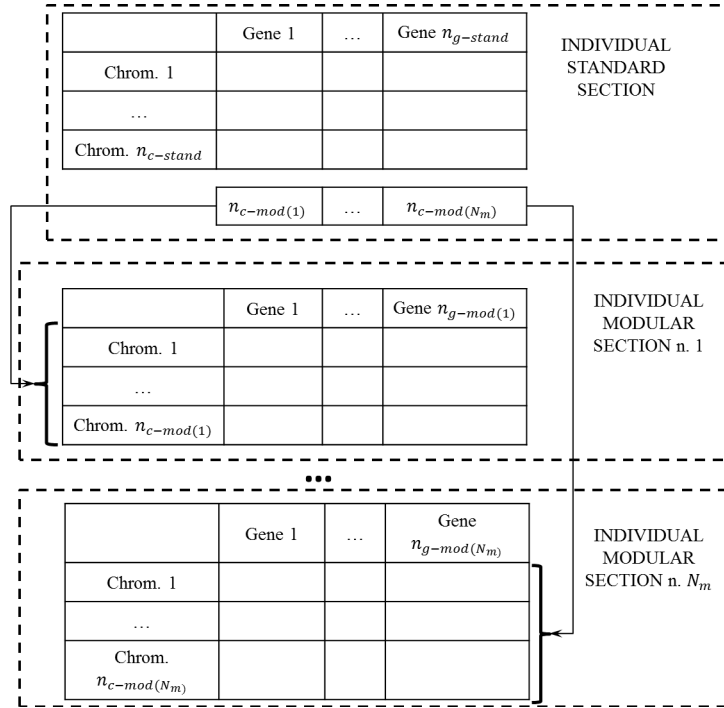 Gene 1 … Gene n_{g-stand}
Chrom. 1
…
Chrom. n_{c-stand}
INDIVIDUAL
STANDARD
SECTION
n_{c-mod(1)} … n_{c-mod(N_m)}
Gene 1 … Gene n_{g-mod(1)}
Chrom. 1
…
Chrom. n_{c-mod(1)}
INDIVIDUAL
MODULAR
SECTION n. 1
...
Gene 1 … Gene
n_{g-mod(N_m)}
Chrom. 1
…
Chrom.
n_{c-mod(N_m)}
INDIVIDUAL
MODULAR
SECTION n. N_m